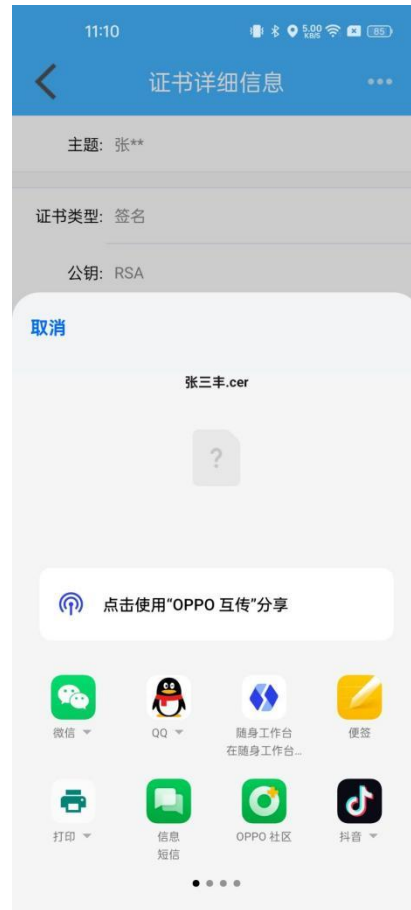 11:10
5.00
KB/S
85
证书详细信息
主题: 张**
证书类型: 签名
公钥: RSA
取消
张三丰.cer
?
点击使用“OPPO 互传”分享
微信 QQ 随身工作台 便签
在随身工作台...
打印 信息 OPPO 社区 抖音
短信